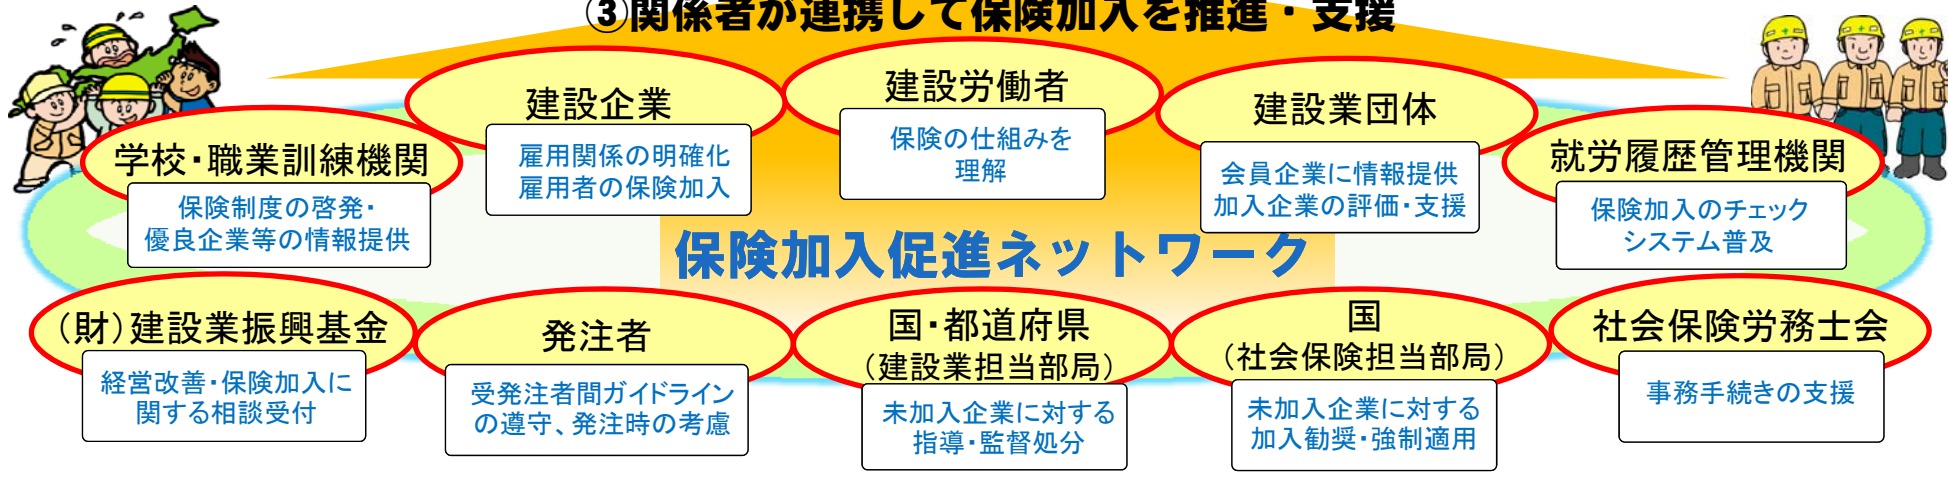 ③関係者が連携して保険加入を推進・支援
学校・職業訓練機関
保険制度の啓発・
優良企業等の情報提供
建設企業
雇用関係の明確化
雇用者の保険加入
建設労働者
保険の仕組みを
理解
建設業団体
会員企業に情報提供
加入企業の評価・支援
就労履歴管理機関
保険加入のチェック
システム普及
保険加入促進ネットワーク
（財）建設業振興基金
経営改善・保険加入に
関する相談受付
発注者
受発注者間ガイドライン
の遵守、発注時の考慮
国・都道府県
（建設業担当部局）
未加入企業に対する
指導・監督処分
国
（社会保険担当部局）
未加入企業に対する
加入勧奨・強制適用
社会保険労務士会
事務手続きの支援